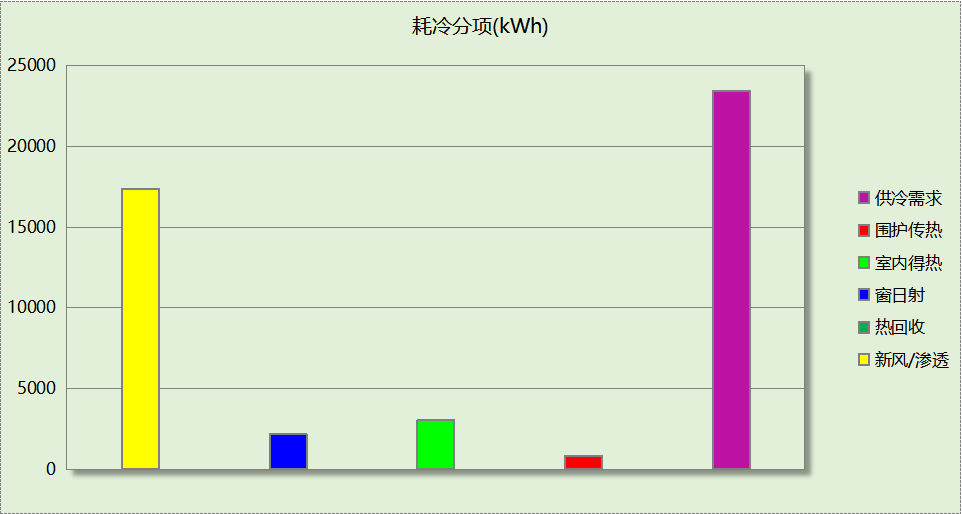 耗冷分项(kWh)
25000
20000
15000
10000
5000
0
供冷需求
围护传热
室内得热
窗日射
热回收
新风/渗透